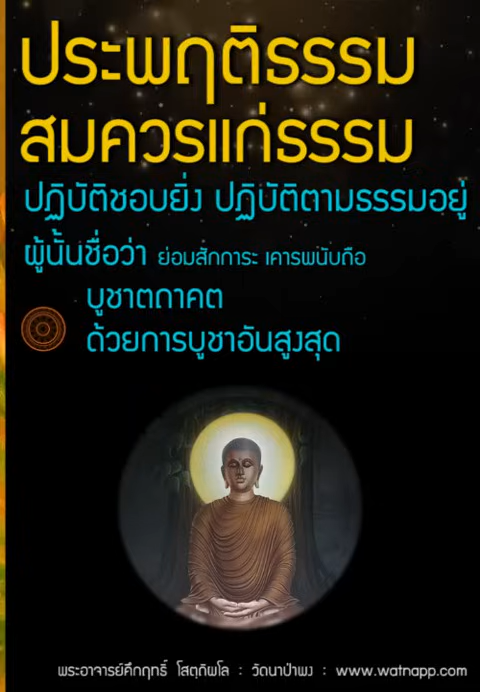 ประพฤติธรรม
สมควรแก่ธรรม
ปฏิบัติชอบยิ่ง ปฏิบัติตามธรรมอยู่
ผู้นั้นชื่อว่า ย่อมสักการะ เคารพนับถือ
บูชาตถาคต
ด้วยการบูชาอันสูงสุด
พระอาจารย์คึกฤทธิ์ โสตฺถิผโล : วัดนาป่าพง : www.watnapp.com